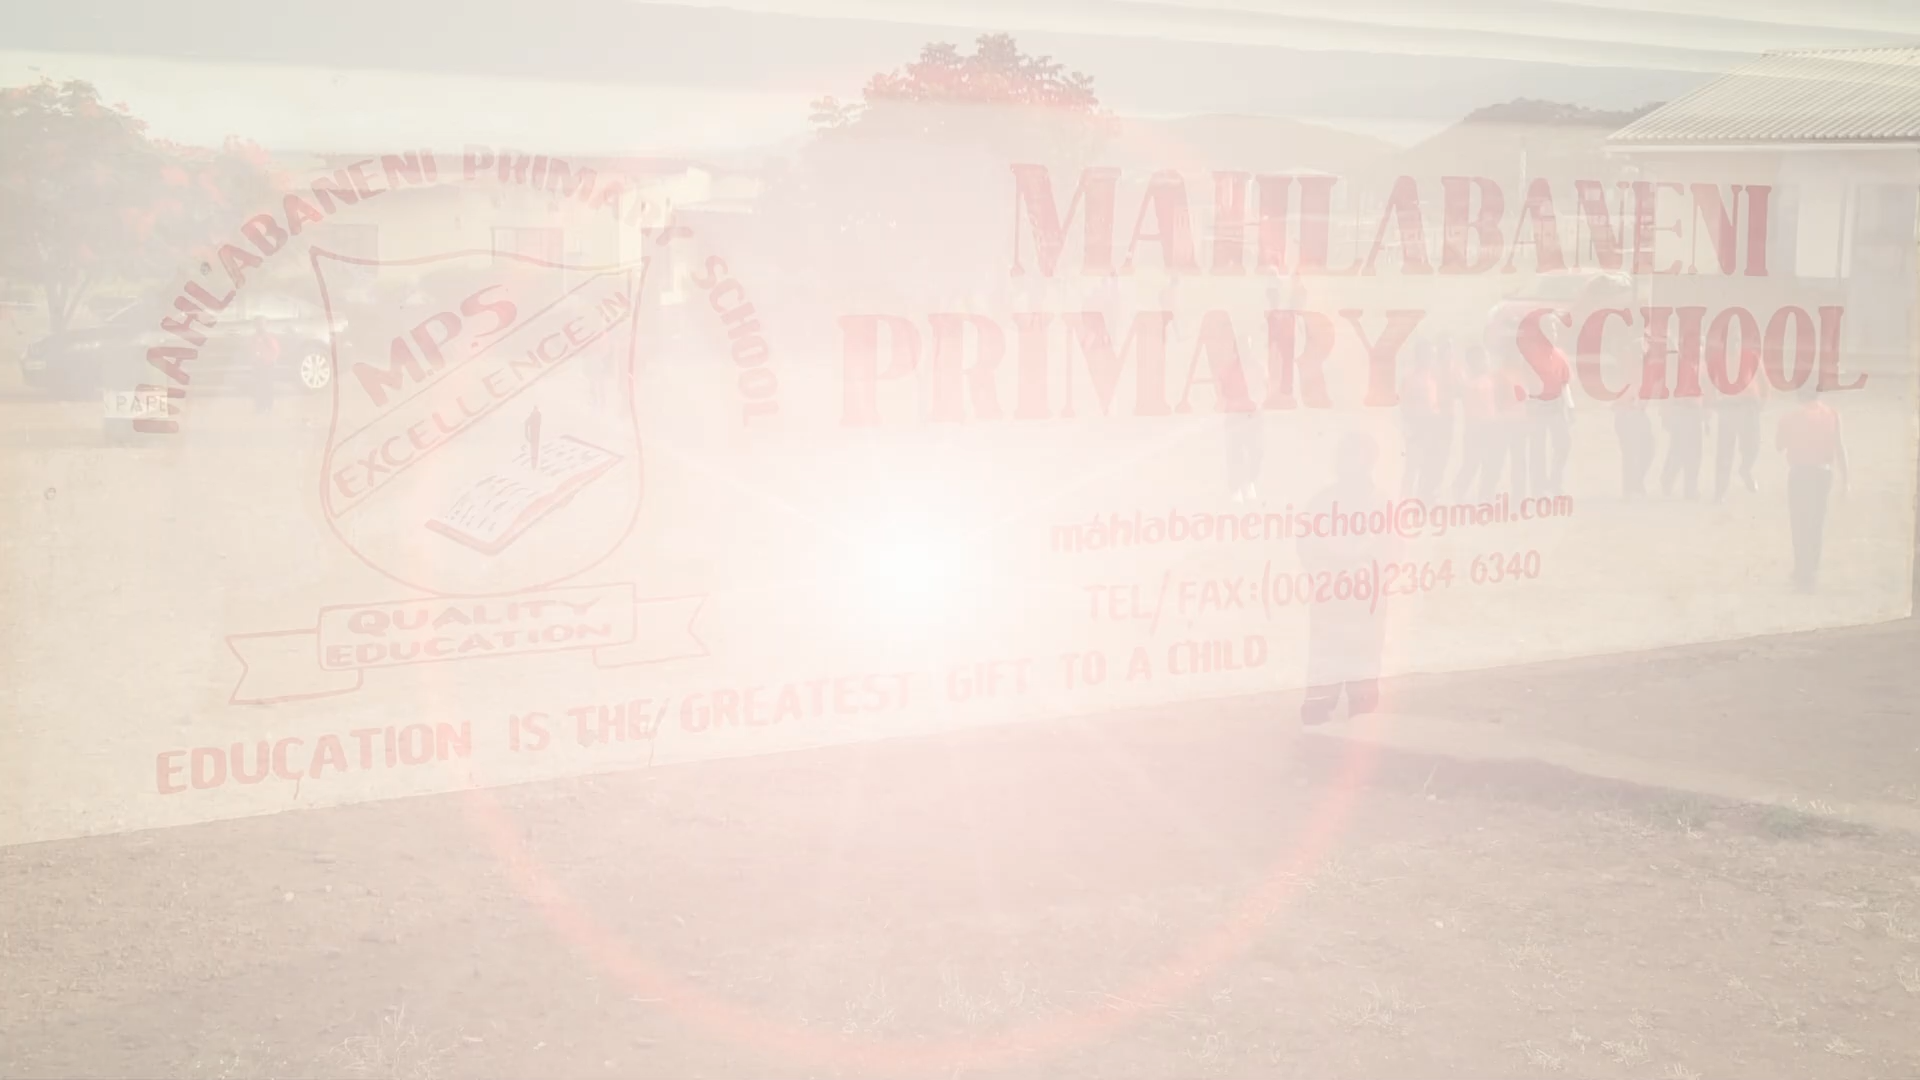 MAHLABANENI PRIMARY SCHOOL
M.P.S
EXCELLENCE IN
QUALITY
EDUCATION
MAHLABANENI
PRIMARY SCHOOL
mahlabanenischool@gmail.com
TEL/FAX:(00268)2364 6340
EDUCATION IS THE GREATEST GIFT TO A CHILD
PAPE